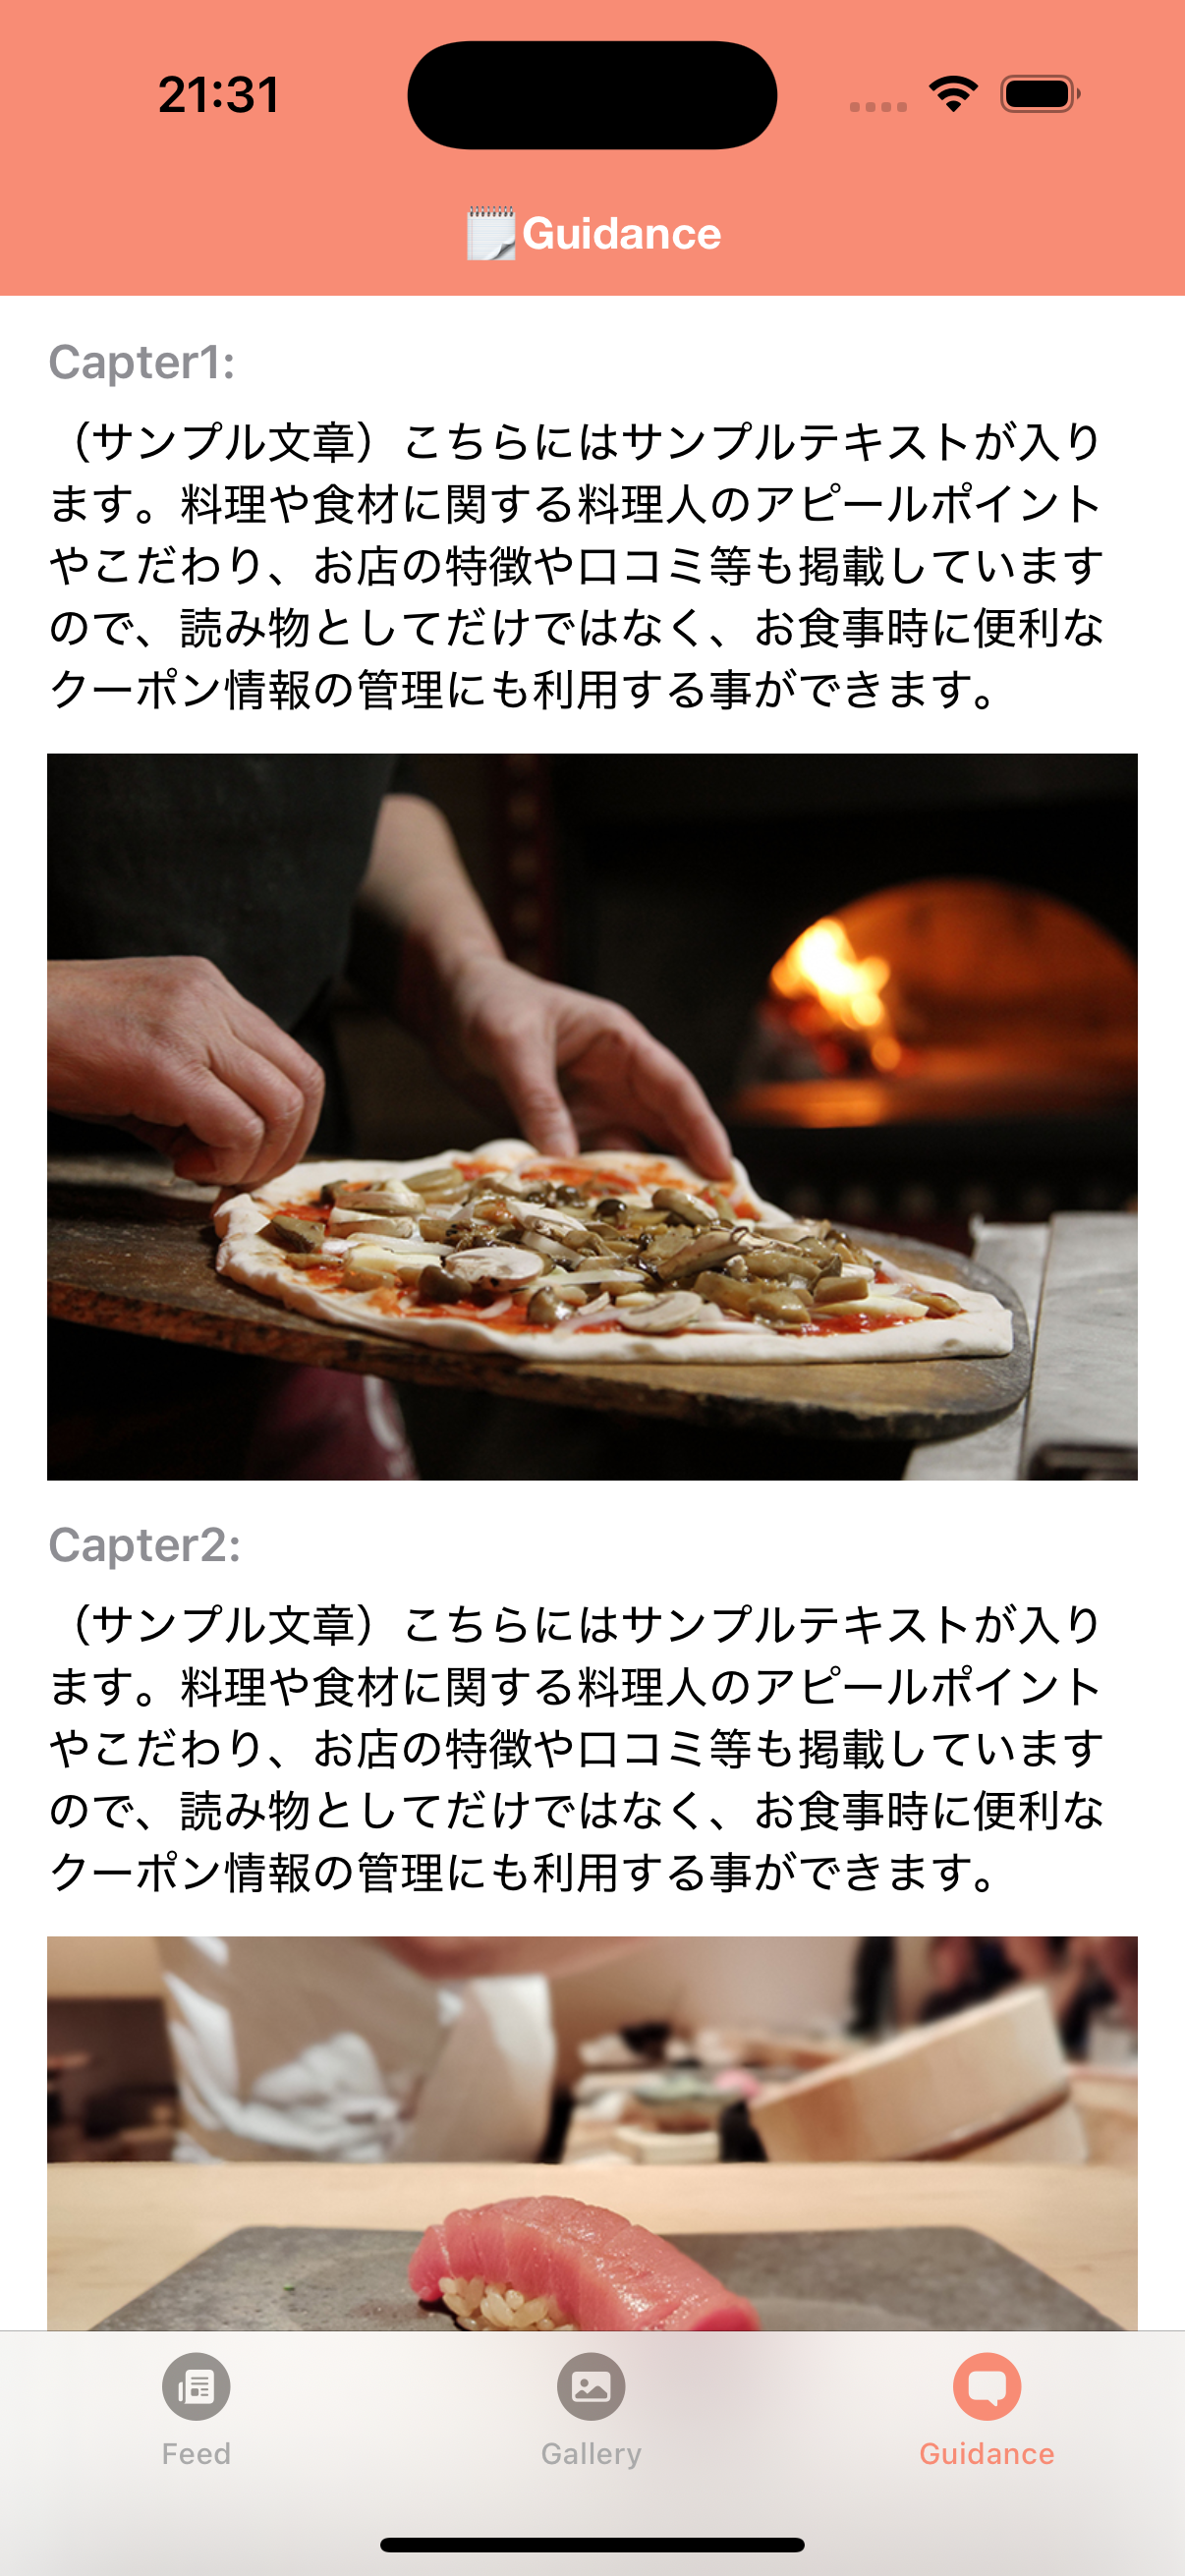 21:31
Guidance
Capter1:
（サンプル文章）こちらにはサンプルテキストが入り
ます。料理や食材に関する料理人のアピールポイント
やこだわり、お店の特徴や口コミ等も掲載しています
ので、読み物としてだけではなく、お食事時に便利な
クーポン情報の管理にも利用する事ができます。
Capter2:
（サンプル文章）こちらにはサンプルテキストが入り
ます。料理や食材に関する料理人のアピールポイント
やこだわり、お店の特徴や口コミ等も掲載しています
ので、読み物としてだけではなく、お食事時に便利な
クーポン情報の管理にも利用する事ができます。
Feed
Gallery
Guidance